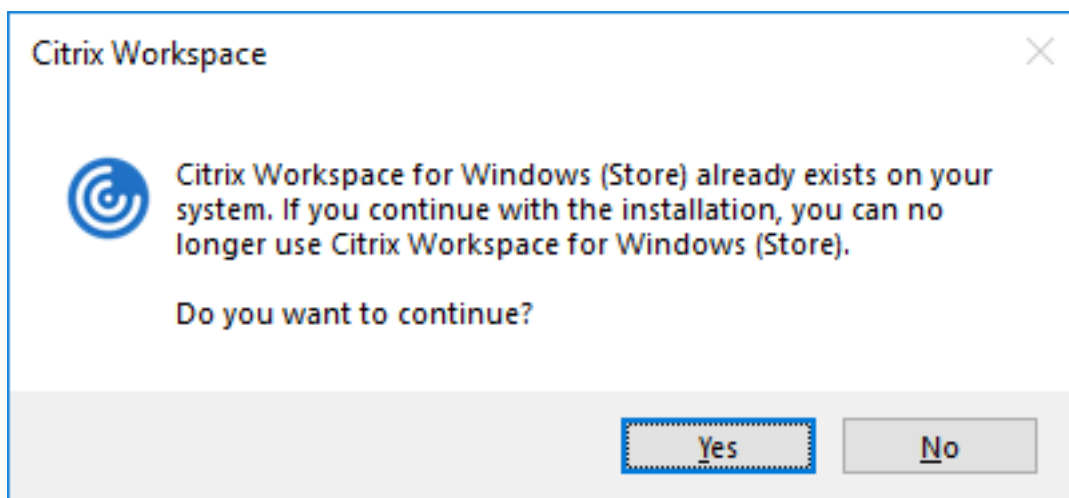 Citrix Workspace
Citrix Workspace for Windows (Store) already exists on your
system. If you continue with the installation, you can no
longer use Citrix Workspace for Windows (Store).
Do you want to continue?
Yes
No